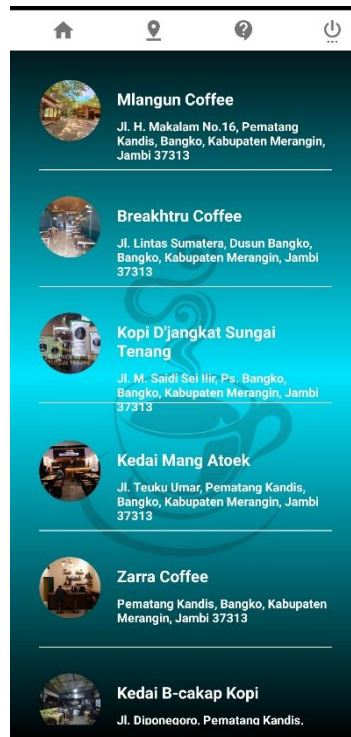 Mlangun Coffee
Jl. H. Makalam No.16, Pematang
Kandis, Bangko, Kabupaten Merangin,
Jambi 37313
Breakhtru Coffee
Jl. Lintas Sumatera, Dusun Bangko,
Bangko, Kabupaten Merangin, Jambi
37313
Kopi D'jangkat Sungai
Tenang
Jl. M. Saidi Sei Ilir, Ps. Bangko,
Bangko, Kabupaten Merangin, Jambi
37313
Kedai Mang Atoek
Jl. Teuku Umar, Pematang Kandis,
Bangko, Kabupaten Merangin, Jambi
37313
Zarra Coffee
Pematang Kandis, Bangko, Kabupaten
Merangin, Jambi 37313
Kedai B-cakap Kopi
Jl. Diponegoro, Pematang Kandis,